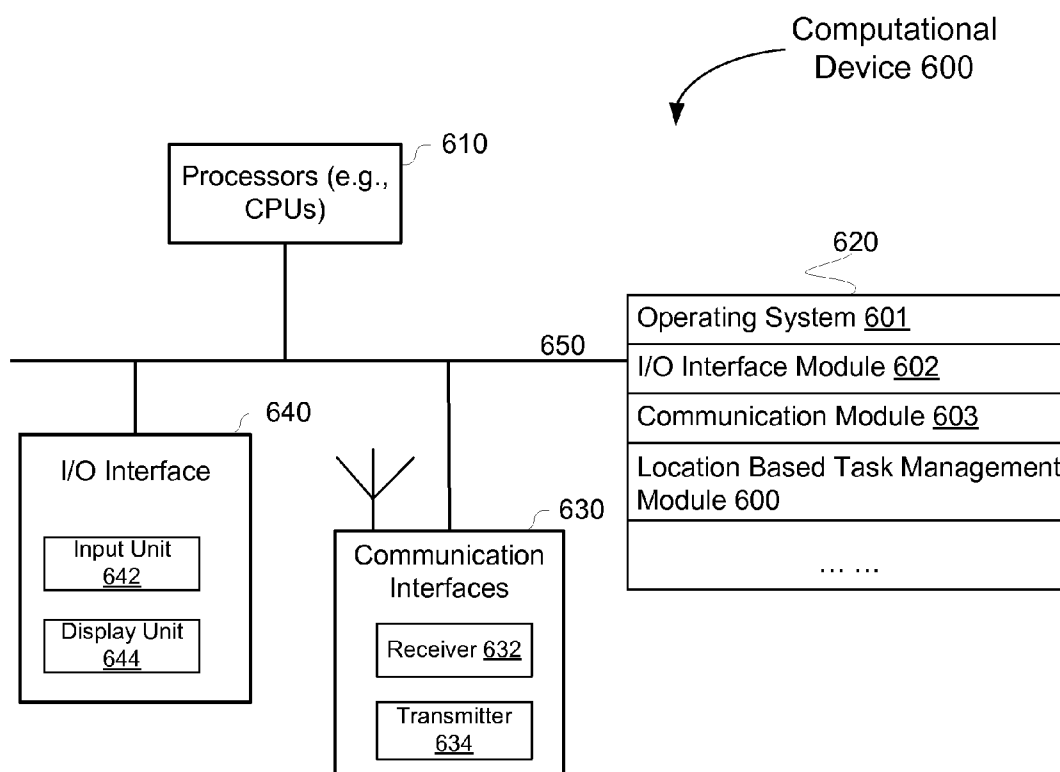 Computational
Device 600
610
Processors (e.g.,
CPUs)
620
Operating System 601
650
I/O Interface Module 602
Communication Module 603
Location Based Task Management
Module 600
... ...
640
I/O Interface
Input Unit
642
Display Unit
644
630
Communication
Interfaces
Receiver 632
Transmitter
634